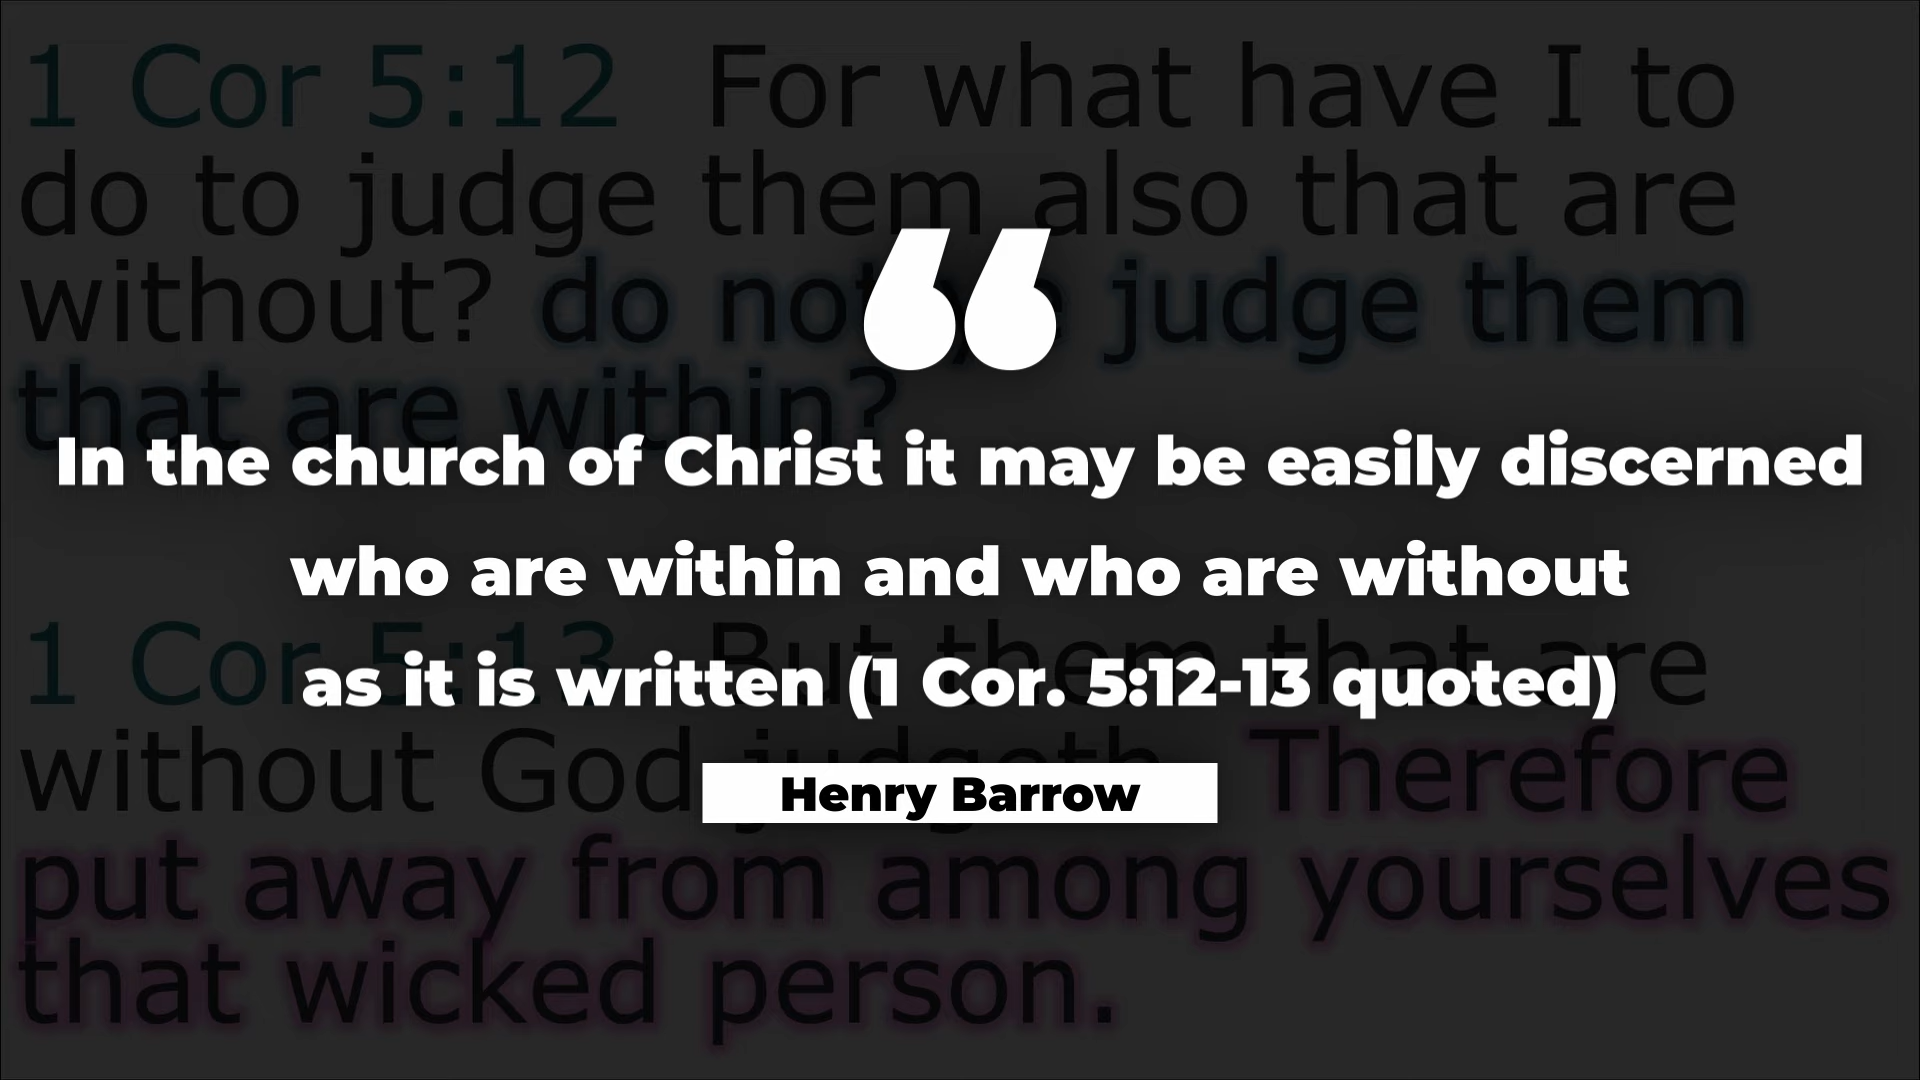 1 Cor 5:12 For what have I to
do to judge them also that are
without? do not judge them
that are within?
“
In the church of Christ it may be easily discerned
who are within and who are without
as it is written (1 Cor. 5:12-13 quoted)
Henry Barrow
1 Cor 5:13 But them that are
without God judgeth. Therefore
put away from among yourselves
that wicked person.